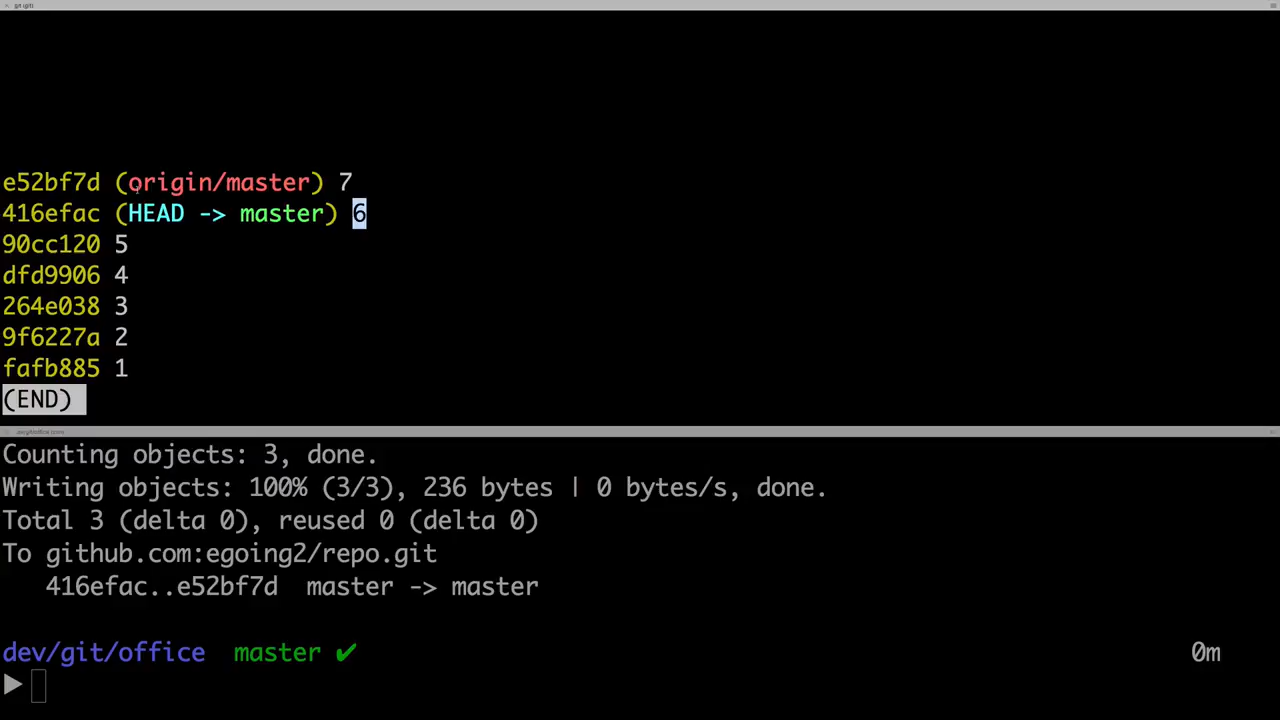 git (git)
e52bf7d (origin/master) 7
416efac (HEAD -> master) 6
90cc120 5
dfd9906 4
264e038 3
9f6227a 2
fafb885 1
(END)
Counting objects: 3, done.
Writing objects: 100% (3/3), 236 bytes | 0 bytes/s, done.
Total 3 (delta 0), reused 0 (delta 0)
To github.com:egoing2/repo.git
416efac..e52bf7d master -> master
dev/git/office master ✔ 0m